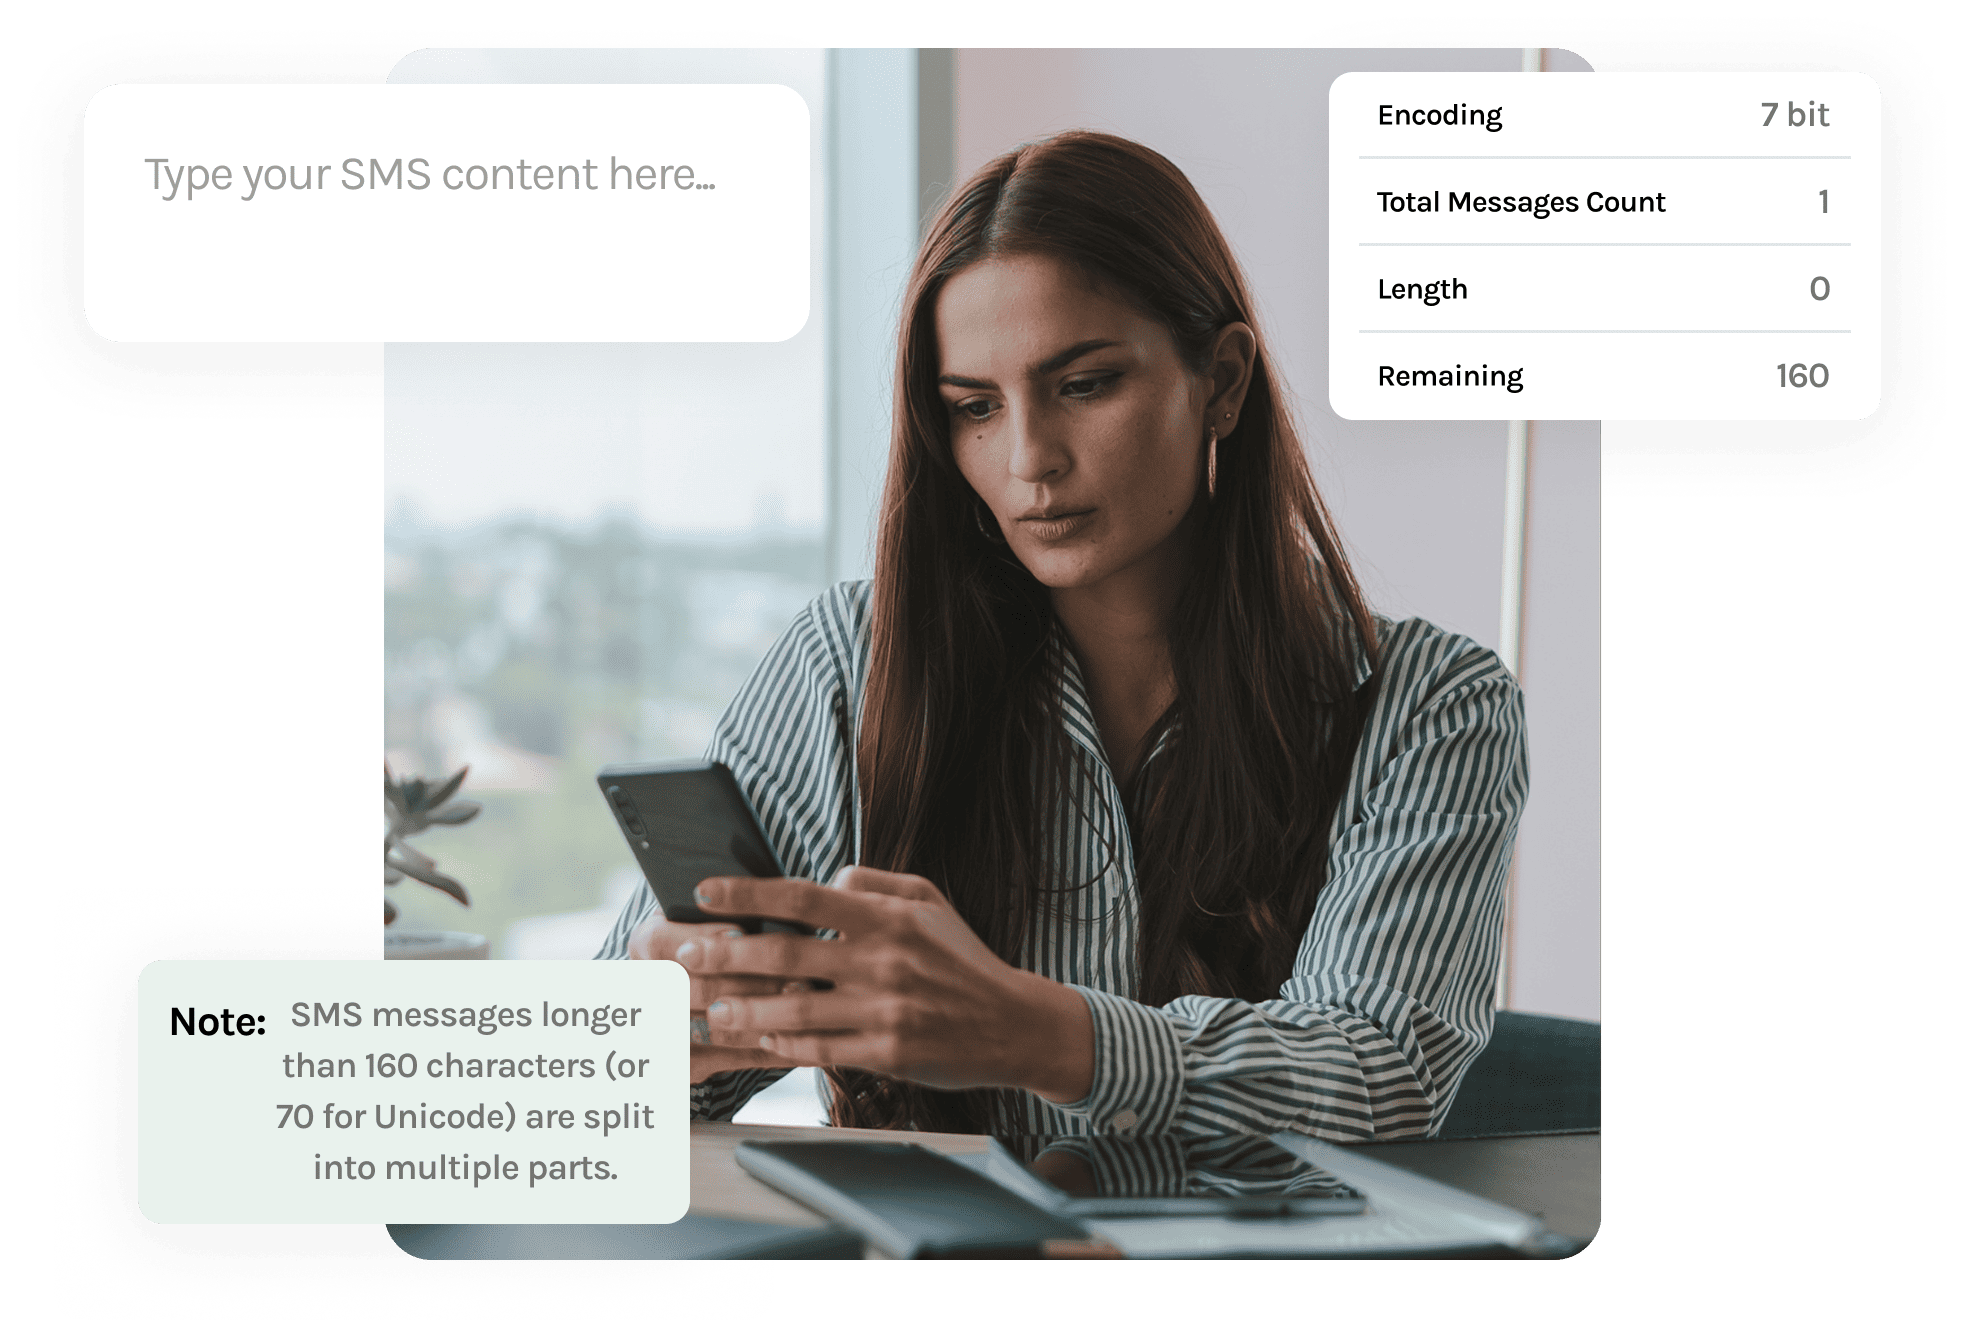 Type your SMS content here...
Encoding 7 bit
Total Messages Count 1
Length 0
Remaining 160
Note: SMS messages longer
than 160 characters (or
70 for Unicode) are split
into multiple parts.